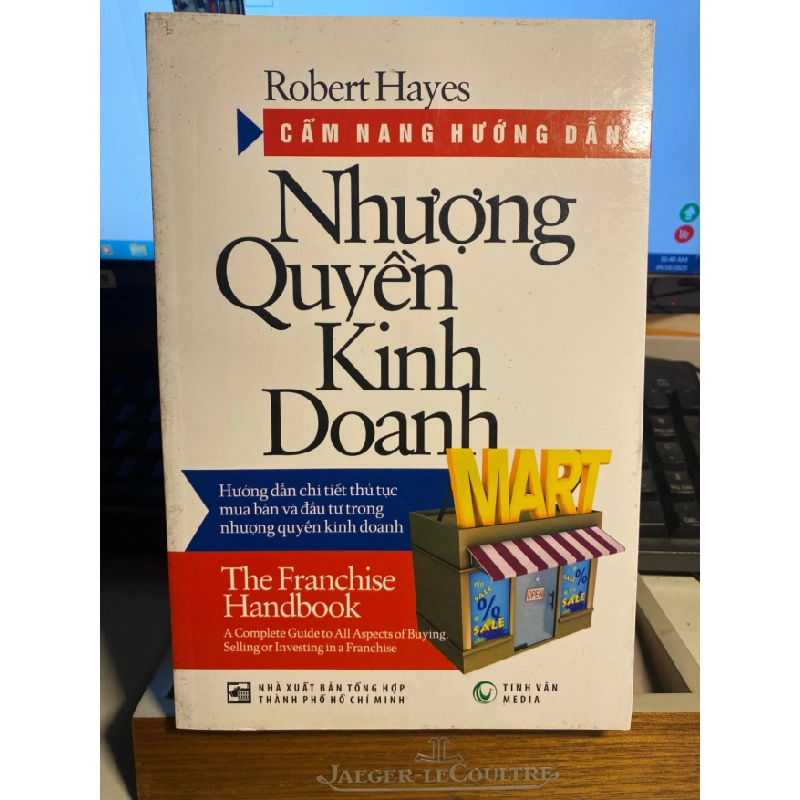 Robert Hayes
CẨM NANG HƯỚNG DẪN
Nhượng
Quyền
Kinh
Doanh
Hướng dẫn chi tiết thủ tục
mua bán và đầu tư trong
nhượng quyền kinh doanh
MART
OPEN
% SALE
% SALE
The Franchise
Handbook
A Complete Guide to All Aspects of Buying,
Selling or Investing in a Franchise
NHÀ XUẤT BẢN TỔNG HỢP
THÀNH PHỐ HỒ CHÍ MINH
TINH VĂN
MEDIA
JAEGER-LECOULTRE